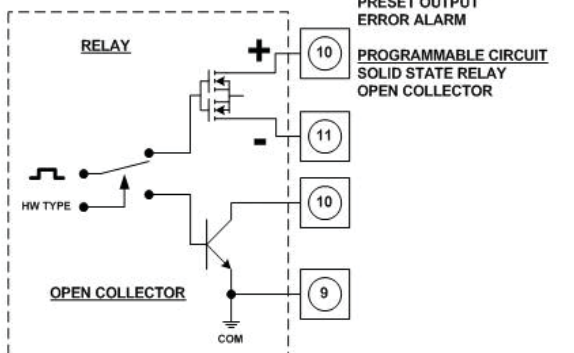 PRESET OUTPUT
ERROR ALARM
RELAY
+
10
PROGRAMMABLE CIRCUIT
SOLID STATE RELAY
OPEN COLLECTOR
-
11
10
HW TYPE
OPEN COLLECTOR
9
COM